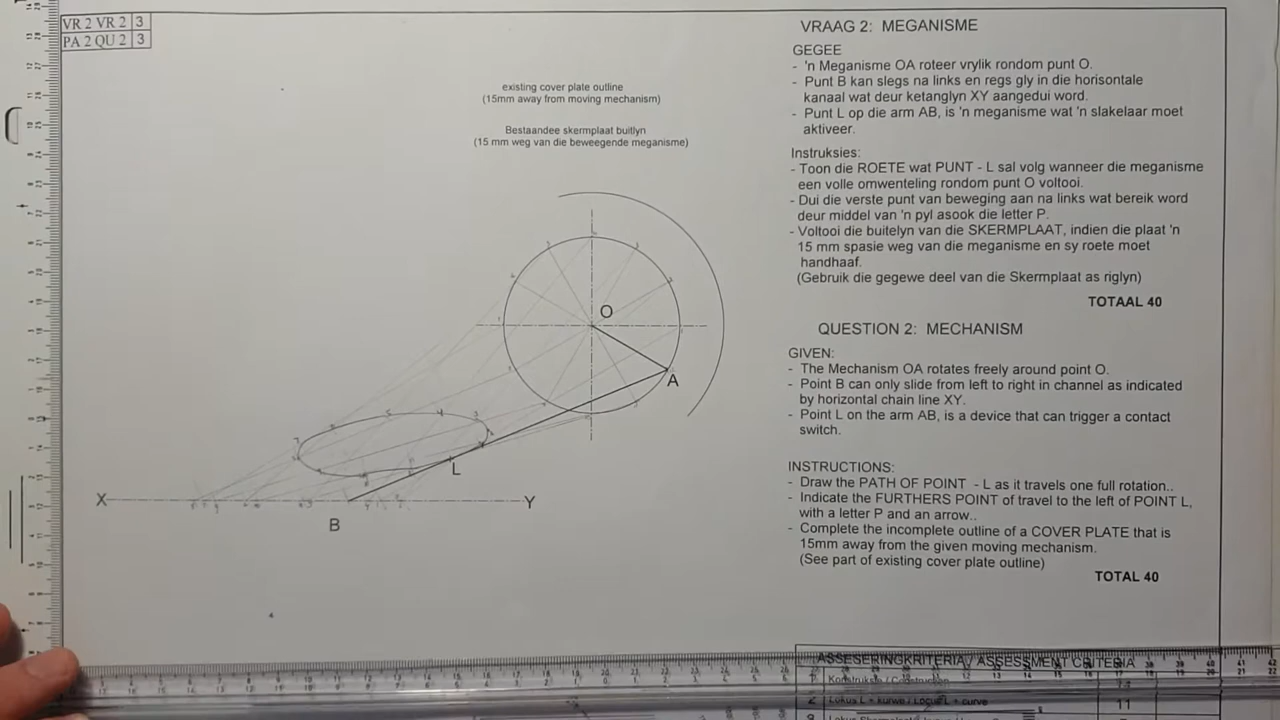 VR 2 VR 2 3
PA 2 QU 2 3
existing cover plate outline
(15mm away from moving mechanism)
Bestaandee skermplaat buitlyn
(15 mm weg van die beweegende meganisme)
O
A
L
X
Y
B
VRAAG 2: MEGANISME
GEGEE
- 'n Meganisme OA roteer vrylik rondom punt O.
- Punt B kan slegs na links en regs gly in die horisontale
kanaal wat deur ketanglyn XY aangedui word.
- Punt L op die arm AB, is 'n meganisme wat 'n slakelaar moet
aktiveer.
Instruksies:
- Toon die ROETE wat PUNT - L sal volg wanneer die meganisme
een volle omwenteling rondom punt O voltooi.
- Dui die verste punt van beweging aan na links wat bereik word
deur middel van 'n pyl asook die letter P.
- Voltooi die buitelyn van die SKERMPLAAT, indien die plaat 'n
15 mm spasie weg van die meganisme en sy roete moet
handhaaf.
(Gebruik die gegewe deel van die Skermplaat as riglyn)
TOTAAL 40
QUESTION 2: MECHANISM
GIVEN:
- The Mechanism OA rotates freely around point O.
- Point B can only slide from left to right in channel as indicated
by horizontal chain line XY.
- Point L on the arm AB, is a device that can trigger a contact
switch.
INSTRUCTIONS:
- Draw the PATH OF POINT - L as it travels one full rotation..
- Indicate the FURTHERS POINT of travel to the left of POINT L,
with a letter P and an arrow..
- Complete the incomplete outline of a COVER PLATE that is
15mm away from the given moving mechanism.
(See part of existing cover plate outline)
TOTAL 40
ASSESERINGKRITERIA / ASSESSMENT CRITERIA
1 Konstruksie / Construction
2 Lokus L + kurwe / Locus L + curve 11